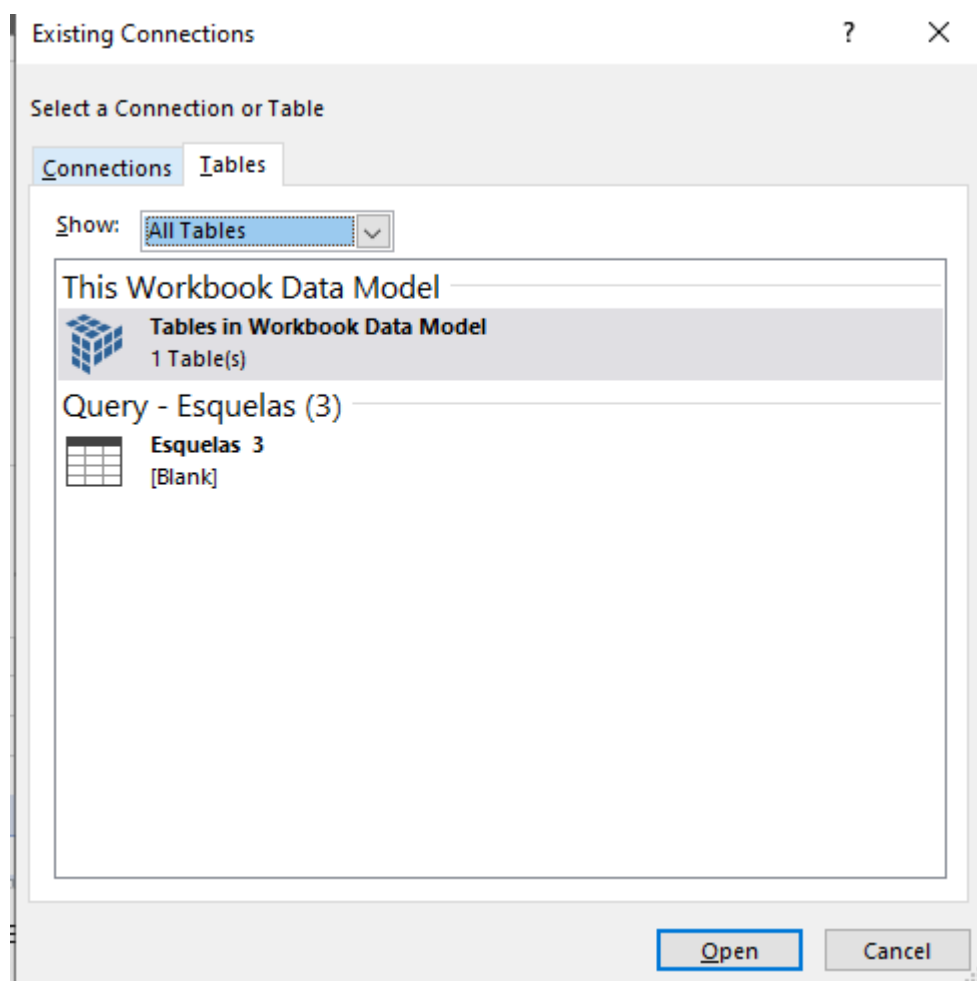 Existing Connections ? ×
Select a Connection or Table
Connections Tables
Show: All Tables
This Workbook Data Model
Tables in Workbook Data Model
1 Table(s)
Query - Esquelas (3)
Esquelas 3
[Blank]
Open Cancel